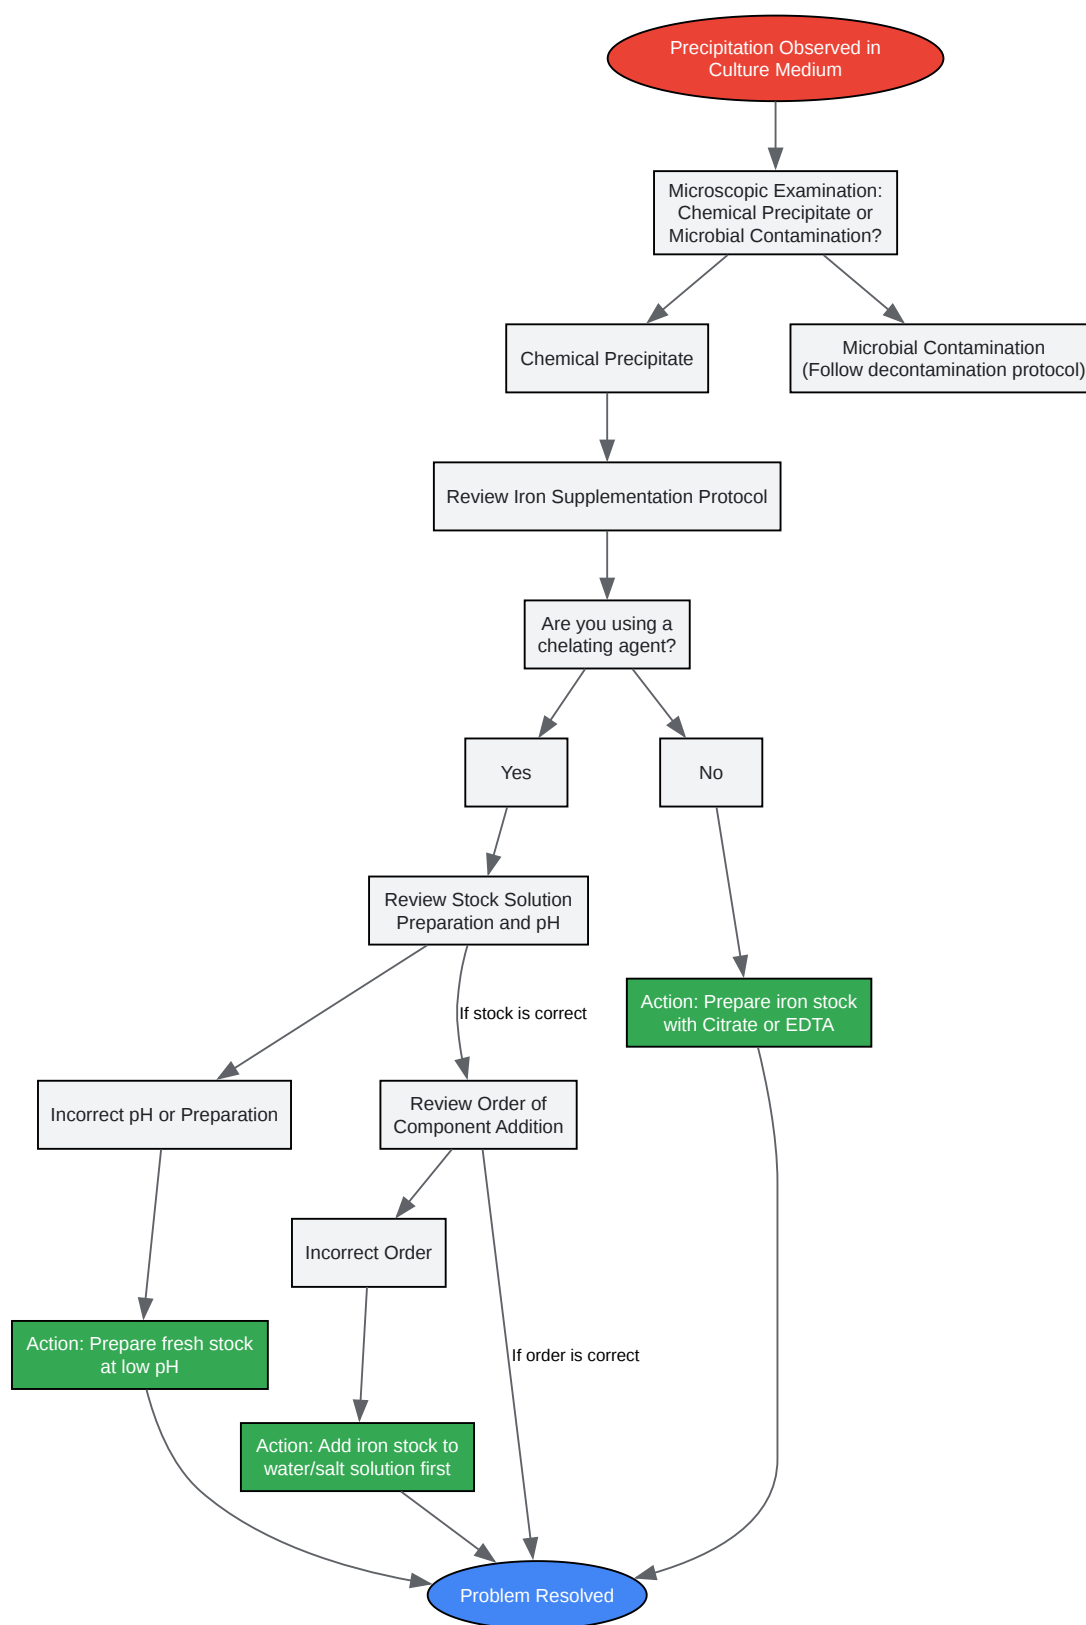 Precipitation Observed in
Culture Medium
Microscopic Examination:
Chemical Precipitate or
Microbial Contamination?
Chemical Precipitate
Microbial Contamination
(Follow decontamination protocol)
Review Iron Supplementation Protocol
Are you using a
chelating agent?
Yes
No
Review Stock Solution
Preparation and pH
Action: Prepare iron stock
with Citrate or EDTA
If stock is correct
Incorrect pH or Preparation
Review Order of
Component Addition
Incorrect Order
Action: Prepare fresh stock
at low pH
If order is correct
Action: Add iron stock to
water/salt solution first
Problem Resolved